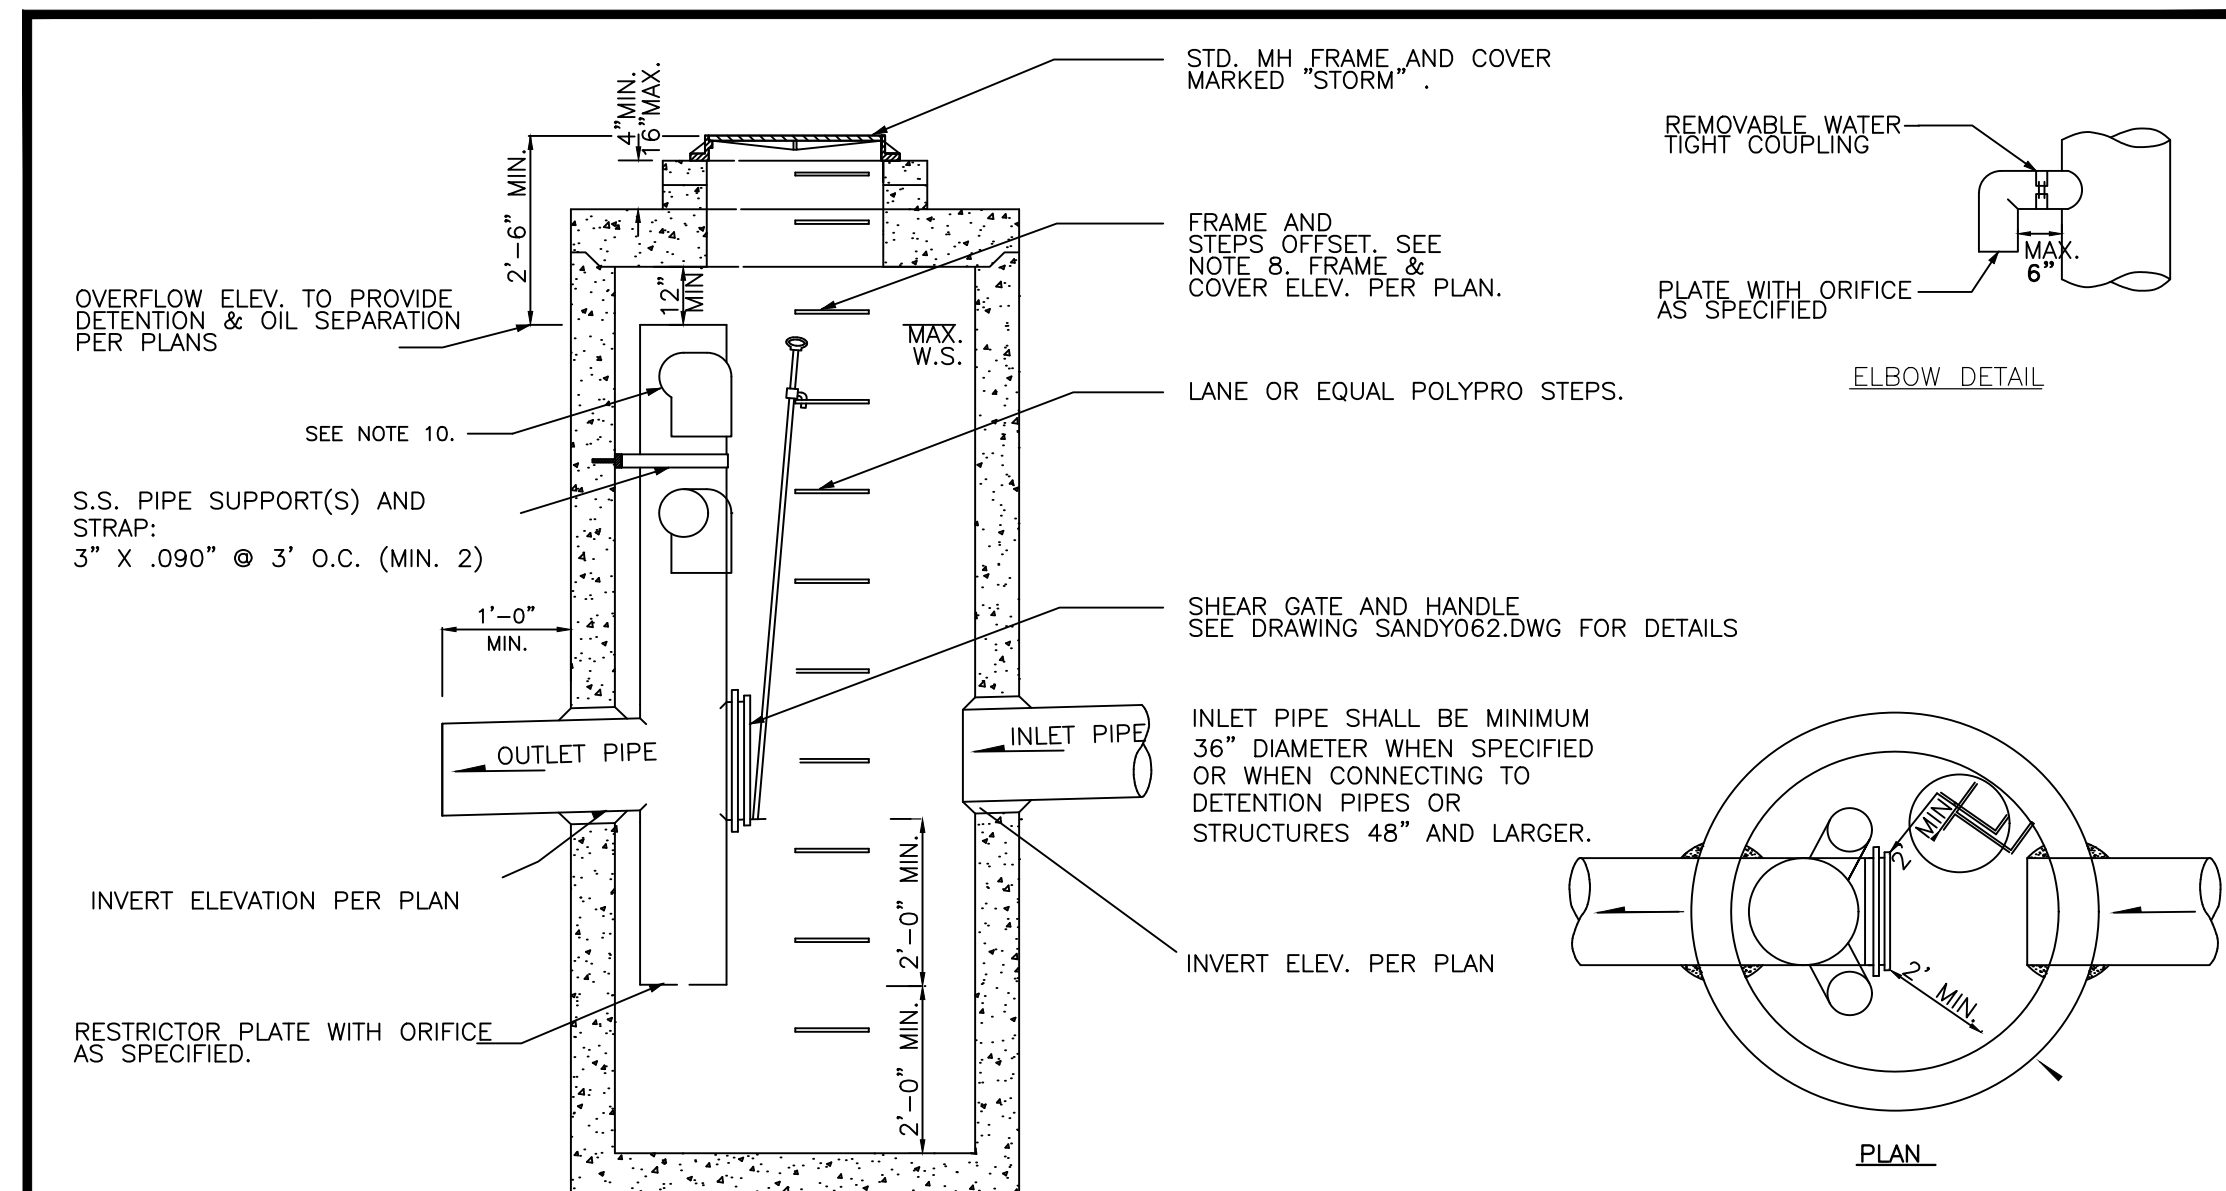 STD. MH FRAME AND COVER
MARKED "STORM" .
4"MIN.
16"MAX.
2'-6" MIN.
12"
MIN
REMOVABLE WATER
TIGHT COUPLING
MAX.
6"
PLATE WITH ORIFICE
AS SPECIFIED
ELBOW DETAIL
FRAME AND
STEPS OFFSET. SEE
NOTE 8. FRAME &
COVER ELEV. PER PLAN.
OVERFLOW ELEV. TO PROVIDE
DETENTION & OIL SEPARATION
PER PLANS
MAX.
W.S.
LANE OR EQUAL POLYPRO STEPS.
SEE NOTE 10.
S.S. PIPE SUPPORT(S) AND
STRAP:
3" X .090" @ 3' O.C. (MIN. 2)
1'-0"
MIN.
SHEAR GATE AND HANDLE
SEE DRAWING SANDY062.DWG FOR DETAILS
OUTLET PIPE
INLET PIPE
INLET PIPE SHALL BE MINIMUM
36" DIAMETER WHEN SPECIFIED
OR WHEN CONNECTING TO
DETENTION PIPES OR
STRUCTURES 48" AND LARGER.
INVERT ELEVATION PER PLAN
2'-0" MIN.
INVERT ELEV. PER PLAN
RESTRICTOR PLATE WITH ORIFICE
AS SPECIFIED.
2'-0" MIN.
2' MIN
2' MIN.
PLAN